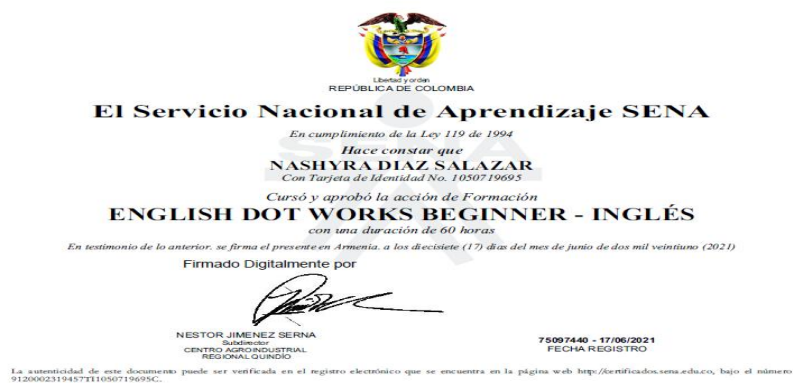 Libertad y orden
REPÚBLICA DE COLOMBIA
El Servicio Nacional de Aprendizaje SENA
En cumplimiento de la Ley 119 de 1994
Hace constar que
NASHYRA DIAZ SALAZAR
Con Tarjeta de Identidad No. 1050719695
Cursó y aprobó la acción de Formación
ENGLISH DOT WORKS BEGINNER - INGLÉS
con una duración de 60 horas
En testimonio de lo anterior, se firma el presente en Armenia, a los diecisiete (17) días del mes de junio de dos mil veintiuno (2021)
Firmado Digitalmente por
NESTOR JIMENEZ SERNA
Subdirector
CENTRO AGROINDUSTRIAL
REGIONAL QUINDÍO
75097440 - 17/06/2021
FECHA REGISTRO
La autenticidad de este documento puede ser verificada en el registro electrónico que se encuentra en la página web http://certificados.sena.edu.co, bajo el número
9120002319457TI1050719695C.
SENA